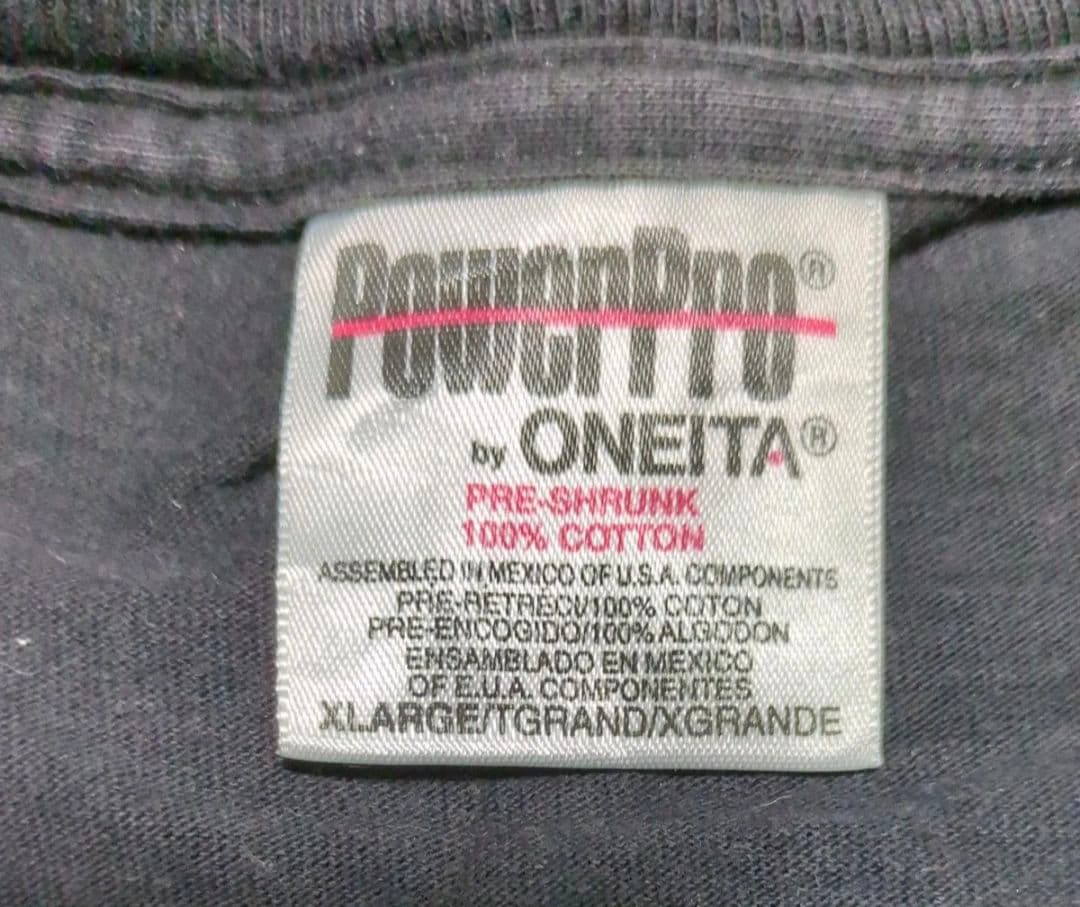 PowerPro®
by ONEITA®
PRE-SHRUNK
100% COTTON
ASSEMBLED IN MEXICO OF U.S.A. COMPONENTS
PRE-RETRECI/100% COTON
PRE-ENCOGIDO/100% ALGODON
ENSAMBLADO EN MEXICO
OF E.U.A. COMPONENTES
XLARGE/TGRAND/XGRANDE